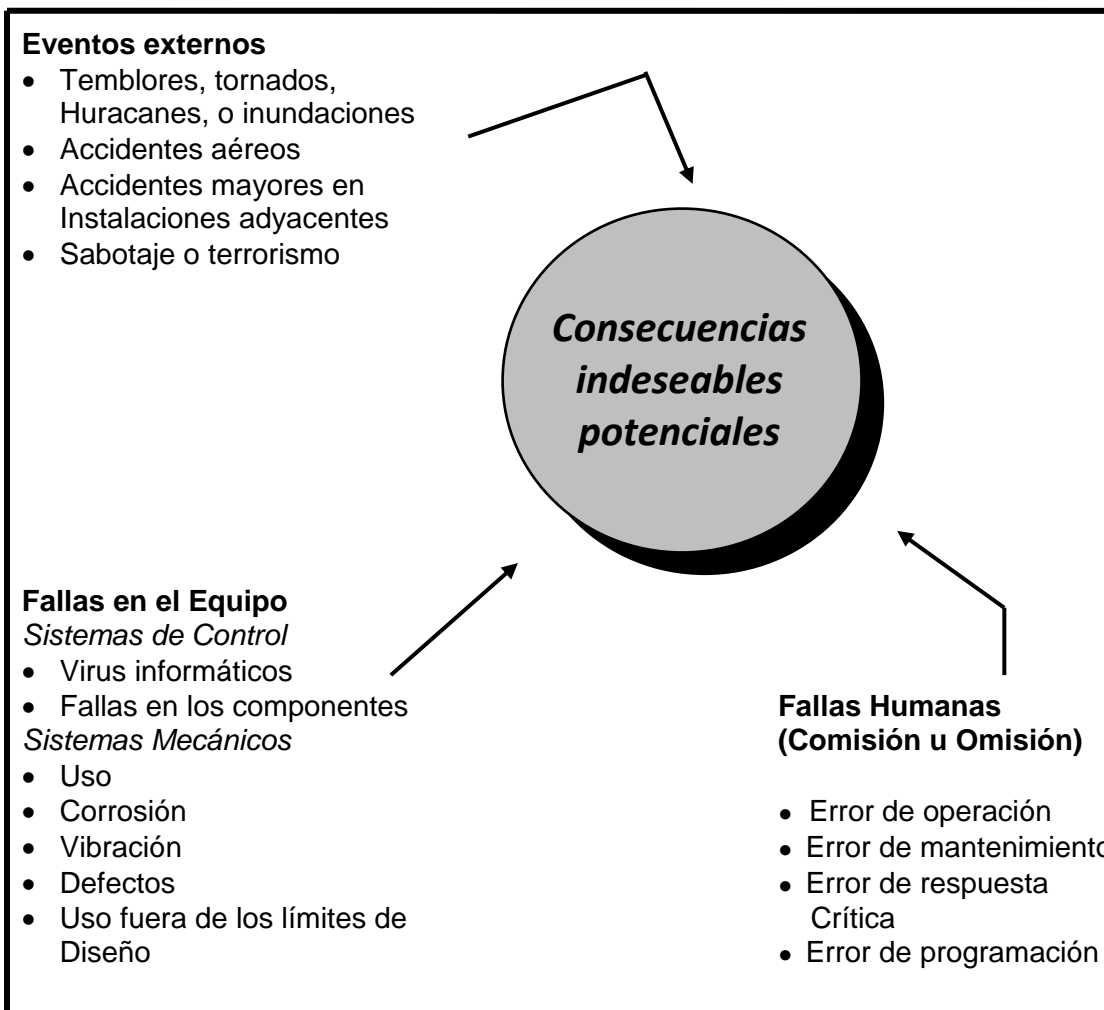 Eventos externos
• Temblores, tornados,
Huracanes, o inundaciones
• Accidentes aéreos
• Accidentes mayores en
Instalaciones adyacentes
• Sabotaje o terrorismo
Consecuencias
indeseables
potenciales
Fallas en el Equipo
Sistemas de Control
• Virus informáticos
• Fallas en los componentes
Sistemas Mecánicos
• Uso
• Corrosión
• Vibración
• Defectos
• Uso fuera de los límites de
Diseño
Fallas Humanas
(Comisión u Omisión)
• Error de operación
• Error de mantenimiento
• Error de respuesta
Crítica
• Error de programación